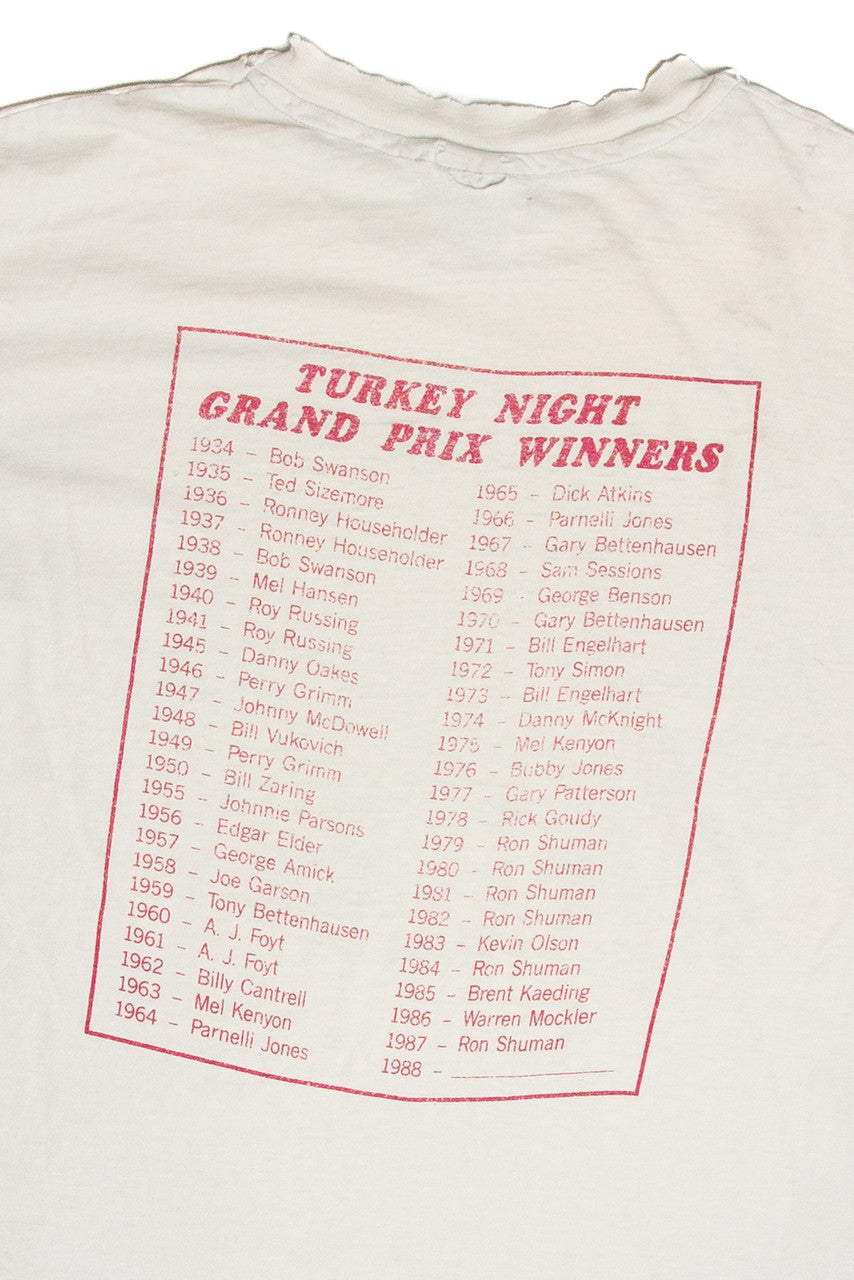 TURKEY NIGHT
GRAND PRIX WINNERS
1934 - Bob Swanson
1935 - Ted Sizemore
1936 - Ronney Householder
1937 - Ronney Householder
1938 - Bob Swanson
1939 - Mel Hansen
1940 - Roy Russing
1941 - Roy Russing
1945 - Danny Oakes
1946 - Perry Grimm
1947 - Johnny McDowell
1948 - Bill Vukovich
1949 - Perry Grimm
1950 - Bill Zaring
1955 - Johnnie Parsons
1956 - Edgar Elder
1957 - George Amick
1958 - Joe Garson
1959 - Tony Bettenhausen
1960 - A. J. Foyt
1961 - A. J. Foyt
1962 - Billy Cantrell
1963 - Mel Kenyon
1964 - Parnelli Jones
1965 - Dick Atkins
1966 - Parnelli Jones
1967 - Gary Bettenhausen
1968 - Sam Sessions
1969 - George Benson
1970 - Gary Bettenhausen
1971 - Bill Engelhart
1972 - Tony Simon
1973 - Bill Engelhart
1974 - Danny McKnight
1975 - Mel Kenyon
1976 - Bubby Jones
1977 - Gary Patterson
1978 - Rick Goudy
1979 - Ron Shuman
1980 - Ron Shuman
1981 - Ron Shuman
1982 - Ron Shuman
1983 - Kevin Olson
1984 - Ron Shuman
1985 - Brent Kaeding
1986 - Warren Mockler
1987 - Ron Shuman
1988 - ____________